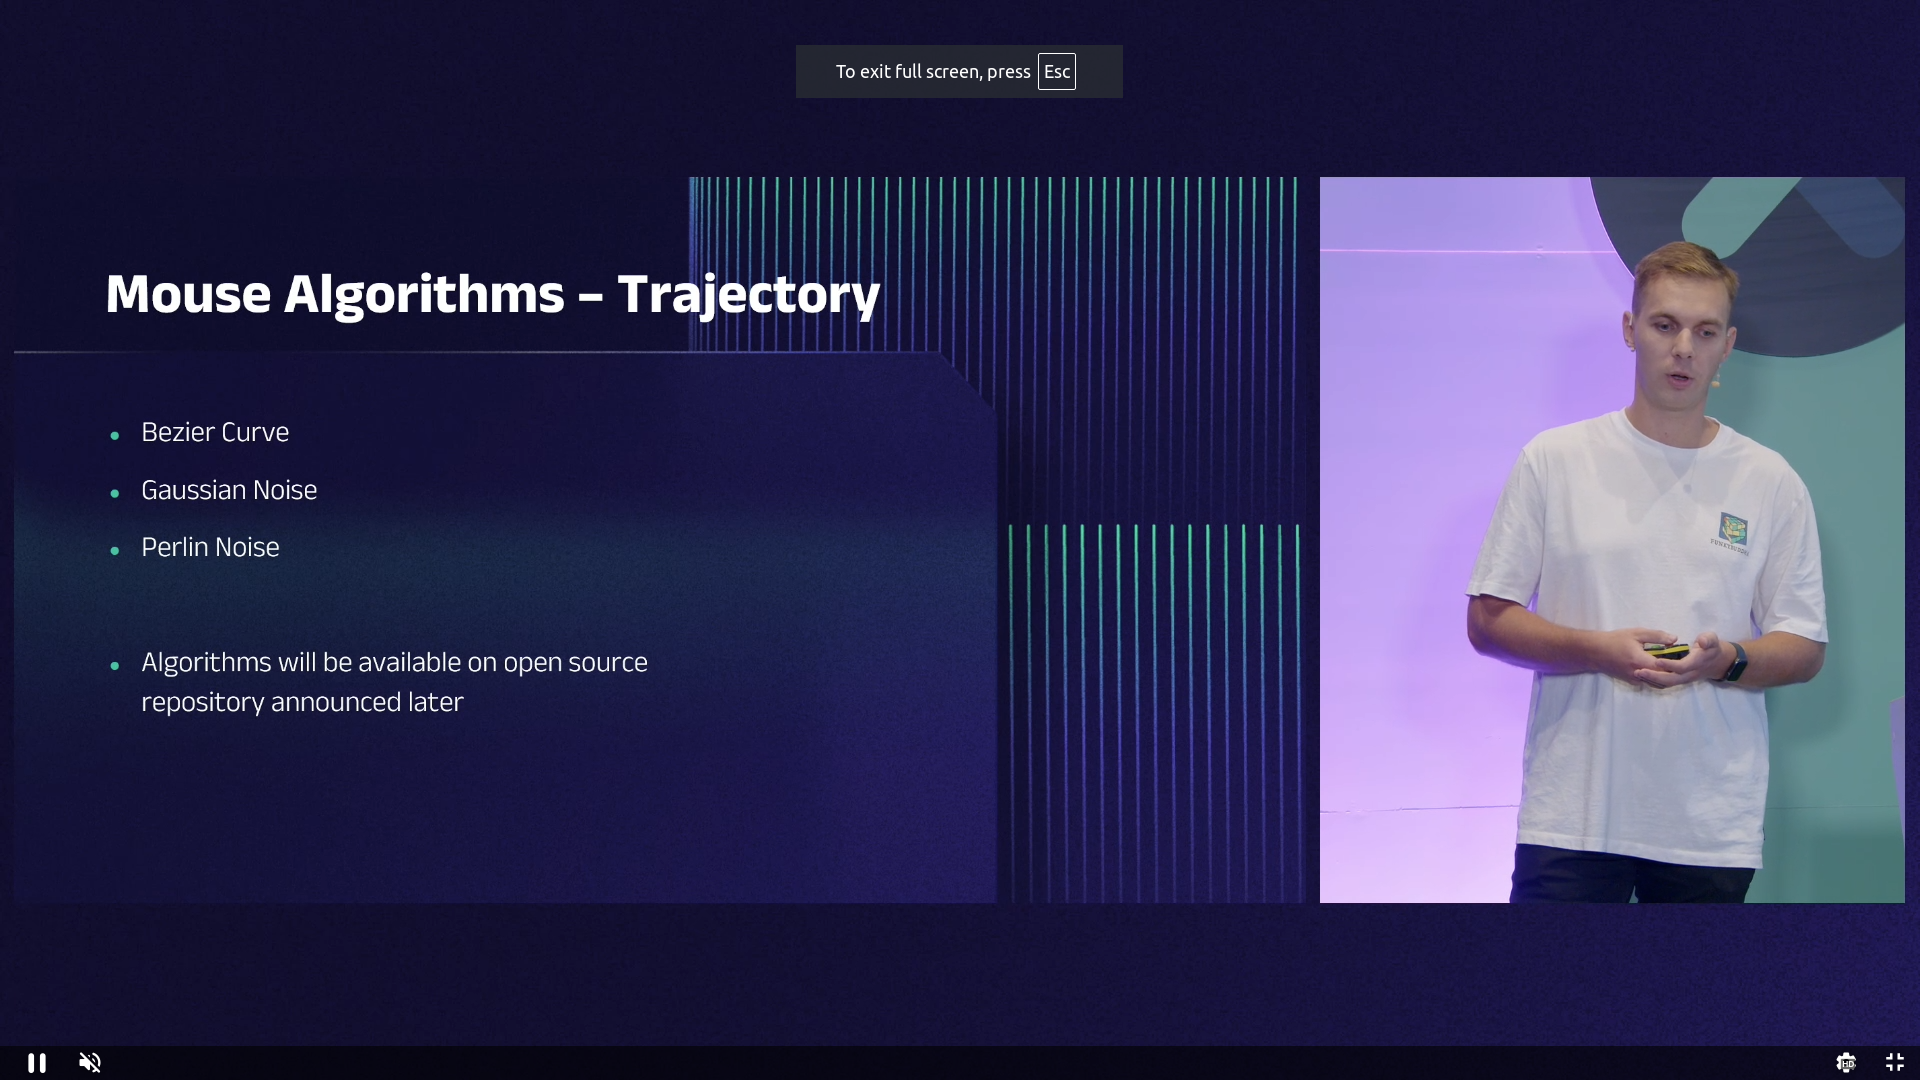 To exit full screen, press Esc
Mouse Algorithms – Trajectory
Bezier Curve
Gaussian Noise
Perlin Noise
Algorithms will be available on open source
repository announced later
HD